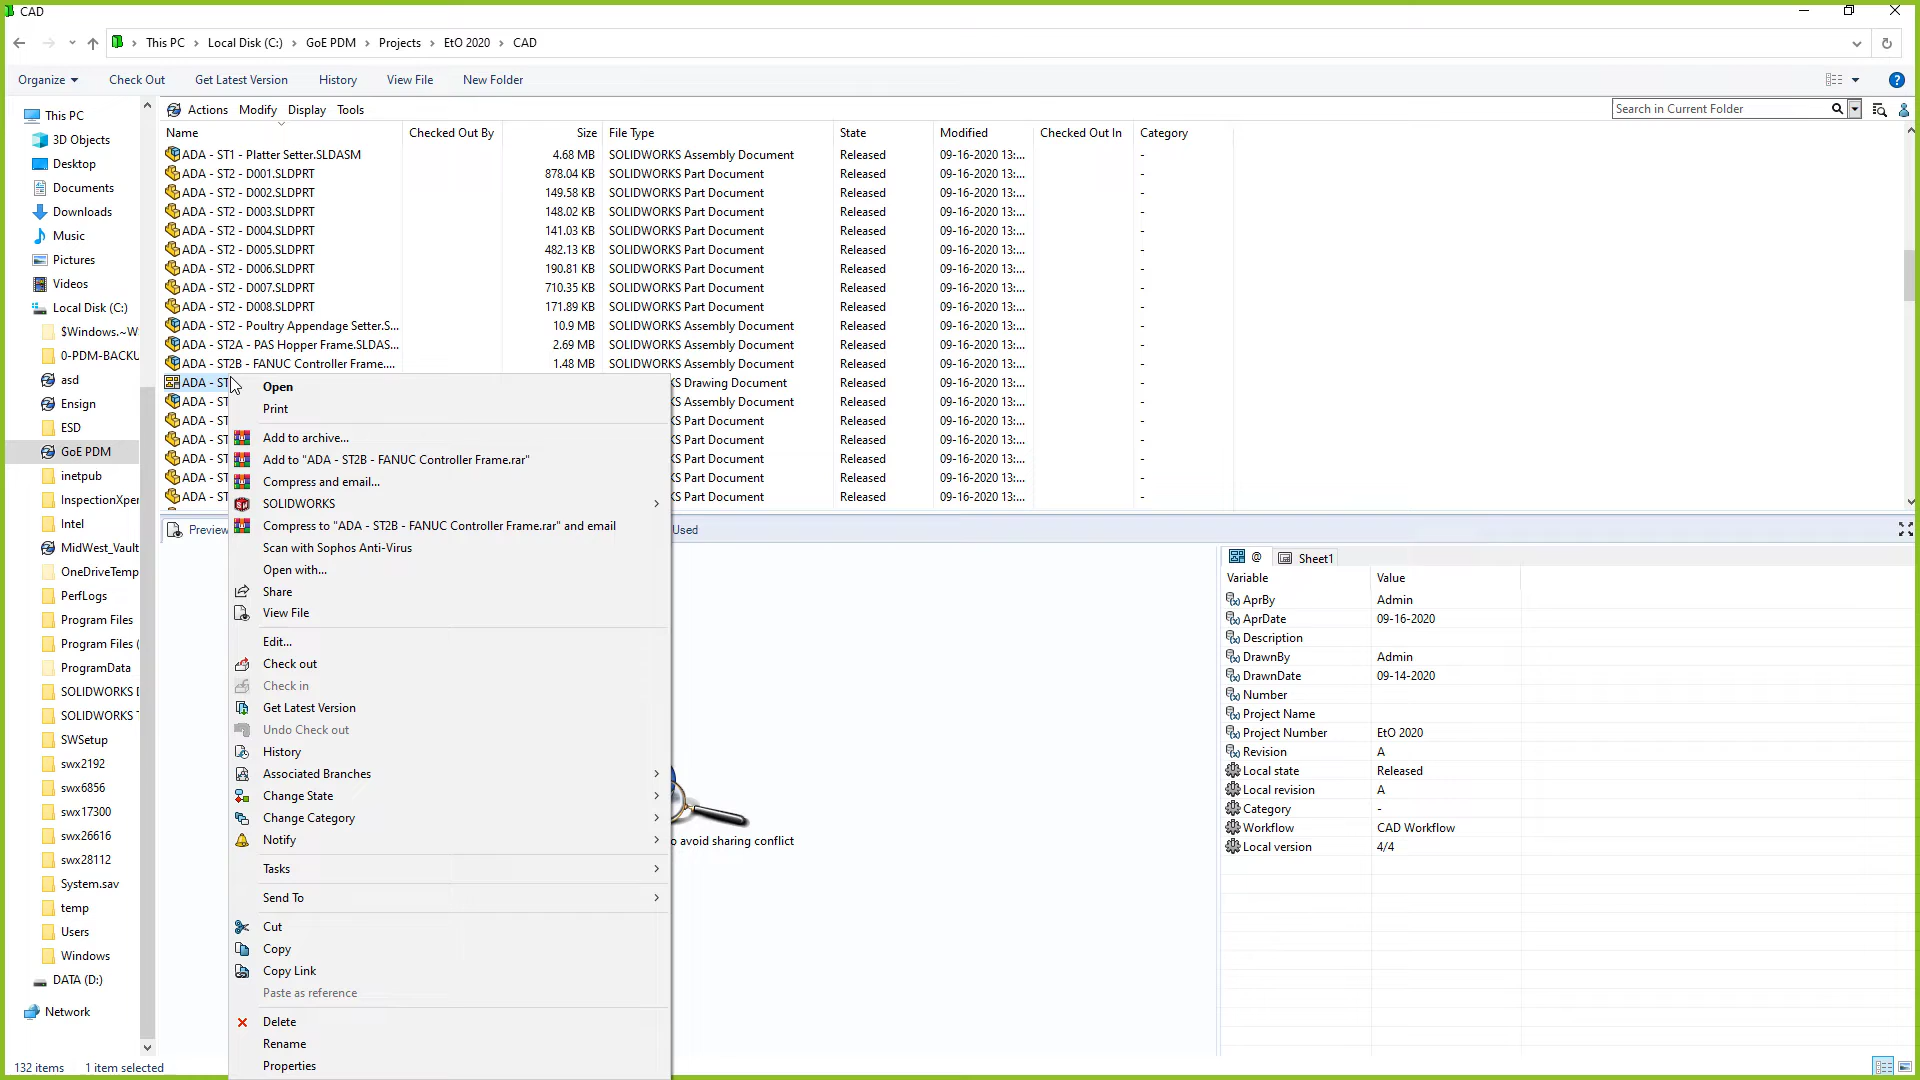 CAD
This PC > Local Disk (C:) > GoE PDM > Projects > EtO 2020 > CAD
Organize Check Out Get Latest Version History View File New Folder
Actions Modify Display Tools
Search in Current Folder
Name Checked Out By Size File Type State Modified Checked Out In Category
ADA - ST1 - Platter Setter.SLDASM 4.68 MB SOLIDWORKS Assembly Document Released 09-16-2020 13:... -
ADA - ST2 - D001.SLDPRT 878.04 KB SOLIDWORKS Part Document Released 09-16-2020 13:... -
ADA - ST2 - D002.SLDPRT 149.58 KB SOLIDWORKS Part Document Released 09-16-2020 13:... -
ADA - ST2 - D003.SLDPRT 148.02 KB SOLIDWORKS Part Document Released 09-16-2020 13:... -
ADA - ST2 - D004.SLDPRT 141.03 KB SOLIDWORKS Part Document Released 09-16-2020 13:... -
ADA - ST2 - D005.SLDPRT 482.13 KB SOLIDWORKS Part Document Released 09-16-2020 13:... -
ADA - ST2 - D006.SLDPRT 190.81 KB SOLIDWORKS Part Document Released 09-16-2020 13:... -
ADA - ST2 - D007.SLDPRT 710.35 KB SOLIDWORKS Part Document Released 09-16-2020 13:... -
ADA - ST2 - D008.SLDPRT 171.89 KB SOLIDWORKS Part Document Released 09-16-2020 13:... -
ADA - ST2 - Poultry Appendage Setter.S... 10.9 MB SOLIDWORKS Assembly Document Released 09-16-2020 13:... -
ADA - ST2A - PAS Hopper Frame.SLDAS... 2.69 MB SOLIDWORKS Assembly Document Released 09-16-2020 13:... -
ADA - ST2B - FANUC Controller Frame.... 1.48 MB SOLIDWORKS Assembly Document Released 09-16-2020 13:... -
ADA - ST KS Drawing Document Released 09-16-2020 13:... -
ADA - ST KS Assembly Document Released 09-16-2020 13:... -
ADA - ST KS Part Document Released 09-16-2020 13:... -
ADA - ST KS Part Document Released 09-16-2020 13:... -
ADA - ST KS Part Document Released 09-16-2020 13:... -
ADA - ST KS Part Document Released 09-16-2020 13:... -
ADA - ST KS Part Document Released 09-16-2020 13:... -
This PC
3D Objects
Desktop
Documents
Downloads
Music
Pictures
Videos
Local Disk (C:)
$Windows.~W
0-PDM-BACKU
asd
Ensign
ESD
GoE PDM
inetpub
InspectionXper
Intel
MidWest_Vault
OneDriveTemp
PerfLogs
Program Files
Program Files (
ProgramData
SOLIDWORKS D
SOLIDWORKS T
SWSetup
swx2192
swx6856
swx17300
swx26616
swx28112
System.sav
temp
Users
Windows
DATA (D:)
Network
Open
Print
Add to archive...
Add to "ADA - ST2B - FANUC Controller Frame.rar"
Compress and email...
SOLIDWORKS
Compress to "ADA - ST2B - FANUC Controller Frame.rar" and email
Scan with Sophos Anti-Virus
Open with...
Share
View File
Edit...
Check out
Check in
Get Latest Version
Undo Check out
History
Associated Branches
Change State
Change Category
Notify
Tasks
Send To
Cut
Copy
Copy Link
Paste as reference
Delete
Rename
Properties
Preview Used
o avoid sharing conflict
@ Sheet1
Variable Value
AprBy Admin
AprDate 09-16-2020
Description
DrawnBy Admin
DrawnDate 09-14-2020
Number
Project Name
Project Number EtO 2020
Revision A
Local state Released
Local revision A
Category -
Workflow CAD Workflow
Local version 4/4
132 items 1 item selected